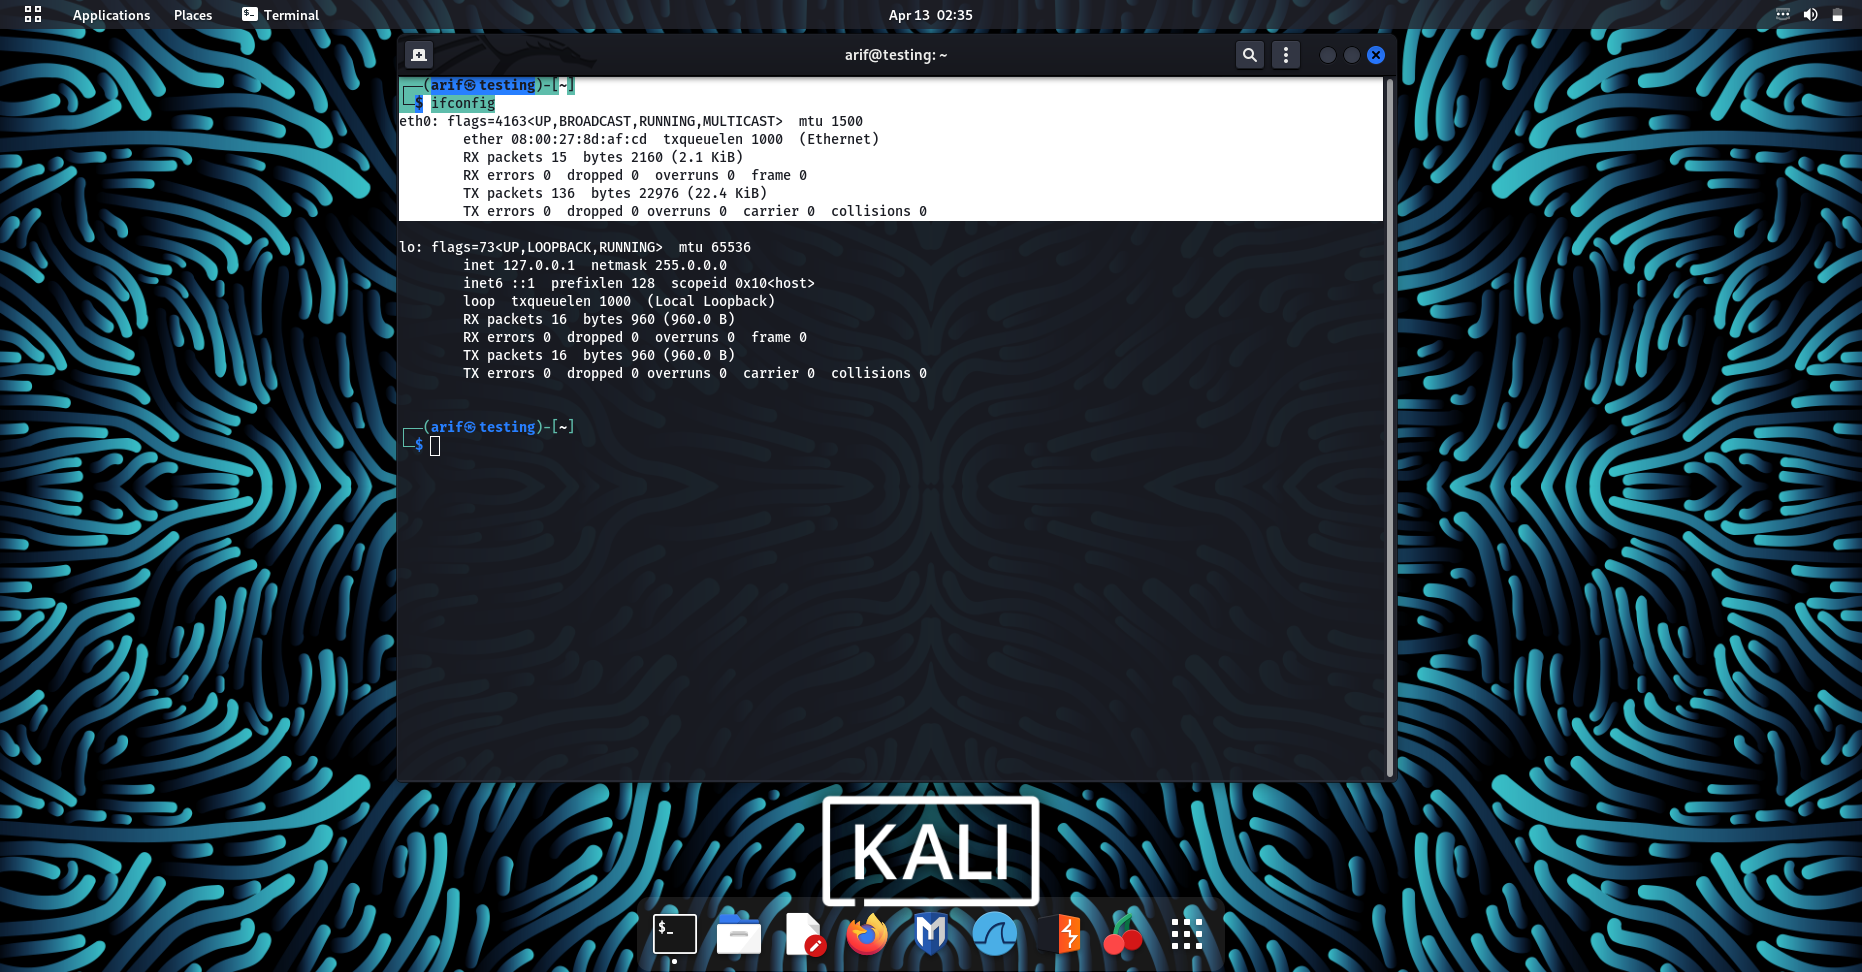 Applications Places Terminal Apr 13 02:35
arif@testing: ~
┌──(arif㉿testing)-[~]
└─$ ifconfig
eth0: flags=4163<UP,BROADCAST,RUNNING,MULTICAST>  mtu 1500
        ether 08:00:27:8d:af:cd  txqueuelen 1000  (Ethernet)
        RX packets 15  bytes 2160 (2.1 KiB)
        RX errors 0  dropped 0  overruns 0  frame 0
        TX packets 136  bytes 22976 (22.4 KiB)
        TX errors 0  dropped 0 overruns 0  carrier 0  collisions 0
lo: flags=73<UP,LOOPBACK,RUNNING>  mtu 65536
        inet 127.0.0.1  netmask 255.0.0.0
        inet6 ::1  prefixlen 128  scopeid 0x10<host>
        loop  txqueuelen 1000  (Local Loopback)
        RX packets 16  bytes 960 (960.0 B)
        RX errors 0  dropped 0  overruns 0  frame 0
        TX packets 16  bytes 960 (960.0 B)
        TX errors 0  dropped 0 overruns 0  carrier 0  collisions 0
┌──(arif㉿testing)-[~]
└─$
KALI
$_